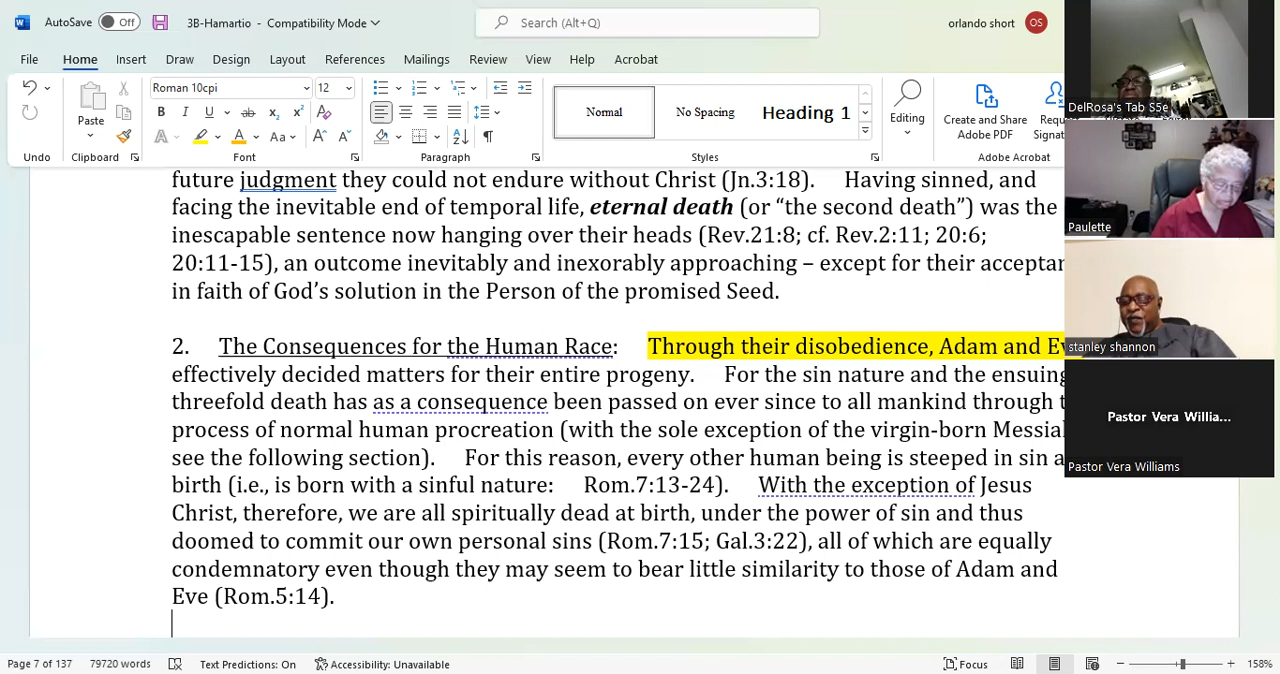 AutoSave Off 3B-Hamartio - Compatibility Mode Search (Alt+Q) orlando short OS
File Home Insert Draw Design Layout References Mailings Review View Help Acrobat
Roman 10cpi 12
Paste
B I U ab x₂ x²
A A Aa A A
Normal No Spacing Heading 1
Editing
Create and Share
Adobe PDF
Requ
Signat
Undo Clipboard Font Paragraph Styles Adobe Acrobat
future judgment they could not endure without Christ (Jn.3:18). Having sinned, and
facing the inevitable end of temporal life, eternal death (or “the second death”) was the
inescapable sentence now hanging over their heads (Rev.21:8; cf. Rev.2:11; 20:6;
20:11-15), an outcome inevitably and inexorably approaching – except for their acceptan
in faith of God’s solution in the Person of the promised Seed.
2. The Consequences for the Human Race: Through their disobedience, Adam and Ev
effectively decided matters for their entire progeny. For the sin nature and the ensuing
threefold death has as a consequence been passed on ever since to all mankind through t
process of normal human procreation (with the sole exception of the virgin-born Messiah
see the following section). For this reason, every other human being is steeped in sin a
birth (i.e., is born with a sinful nature: Rom.7:13-24). With the exception of Jesus
Christ, therefore, we are all spiritually dead at birth, under the power of sin and thus
doomed to commit our own personal sins (Rom.7:15; Gal.3:22), all of which are equally
condemnatory even though they may seem to bear little similarity to those of Adam and
Eve (Rom.5:14).
DelRosa's Tab S5e
Paulette
stanley shannon
Pastor Vera Willia...
Pastor Vera Williams
Page 7 of 137 79720 words Text Predictions: On Accessibility: Unavailable Focus 158%